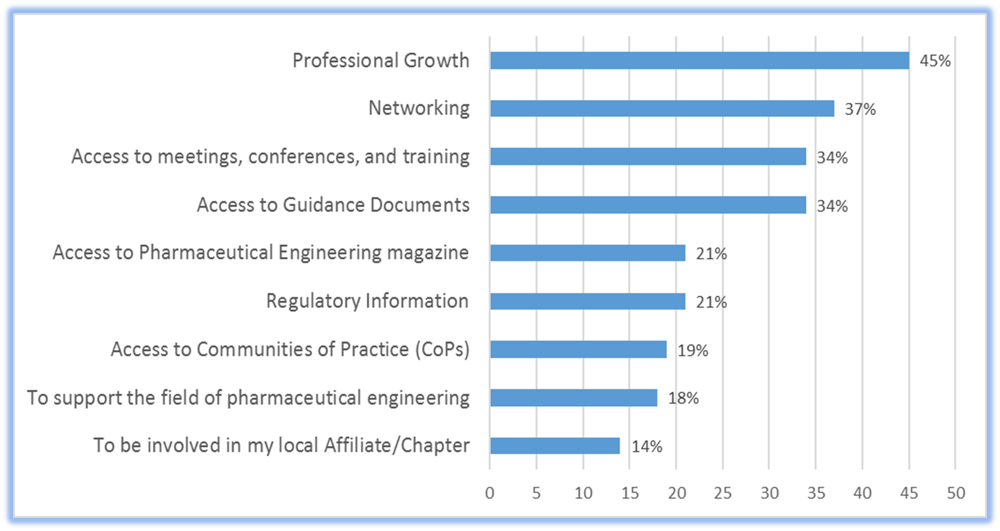 Professional Growth 45%
Networking 37%
Access to meetings, conferences, and training 34%
Access to Guidance Documents 34%
Access to Pharmaceutical Engineering magazine 21%
Regulatory Information 21%
Access to Communities of Practice (CoPs) 19%
To support the field of pharmaceutical engineering 18%
To be involved in my local Affiliate/Chapter 14%
0 5 10 15 20 25 30 35 40 45 50